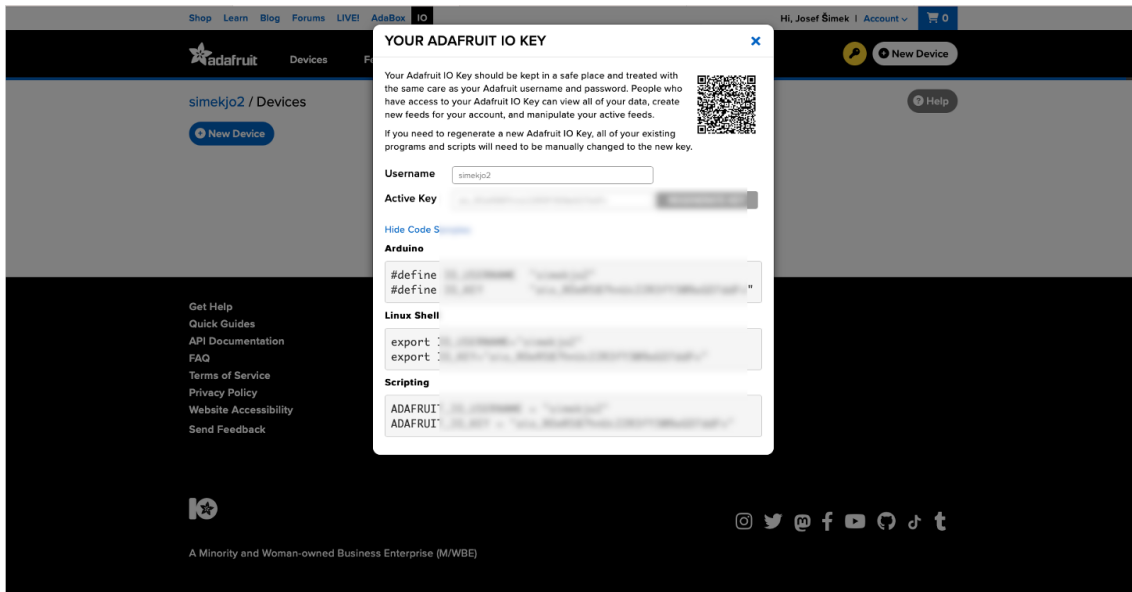 Shop Learn Blog Forums LIVE! AdaBox IO
Hi, Josef Šimek | Account
0
adafruit
Devices
New Device
simekjo2 / Devices
Help
New Device
YOUR ADAFRUIT IO KEY
Your Adafruit IO Key should be kept in a safe place and treated with
the same care as your Adafruit username and password. People who
have access to your Adafruit IO Key can view all of your data, create
new feeds for your account, and manipulate your active feeds.
If you need to regenerate a new Adafruit IO Key, all of your existing
programs and scripts will need to be manually changed to the new key.
Username
simekjo2
Active Key
Hide Code
Arduino
#define
#define "
Linux Shell
export
export
Scripting
ADAFRUIT
ADAFRUIT
Get Help
Quick Guides
API Documentation
FAQ
Terms of Service
Privacy Policy
Website Accessibility
Send Feedback
IO
A Minority and Woman-owned Business Enterprise (M/WBE)